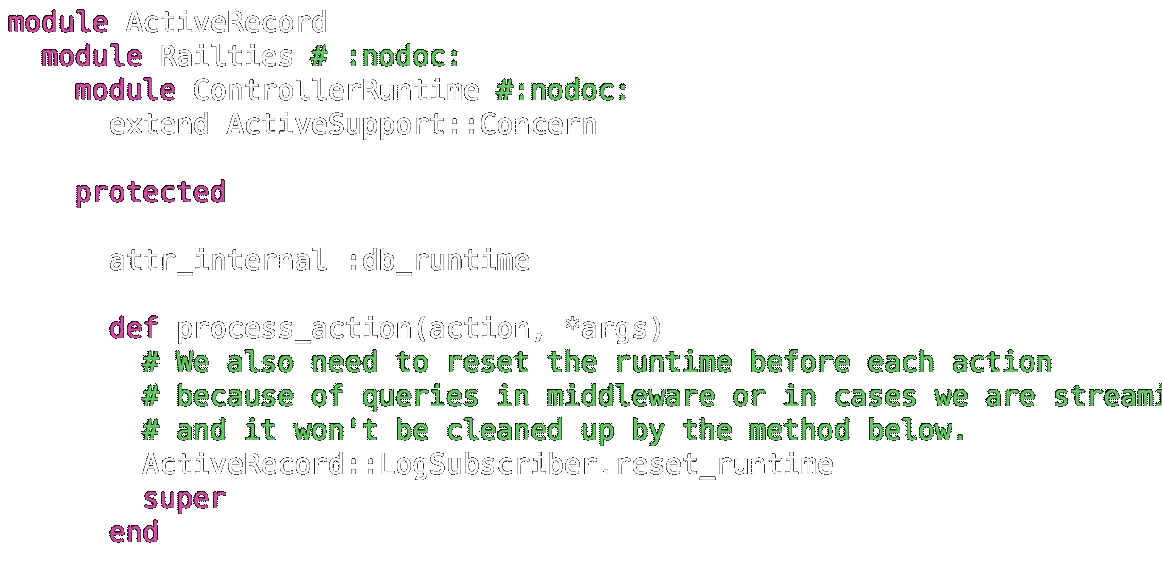 module ActiveRecord
  module Railties # :nodoc:
    module ControllerRuntime #:nodoc:
      extend ActiveSupport::Concern

    protected

      attr_internal :db_runtime

      def process_action(action, *args)
        # We also need to reset the runtime before each action
        # because of queries in middleware or in cases we are streami
        # and it won't be cleaned up by the method below.
        ActiveRecord::LogSubscriber.reset_runtime
        super
      end